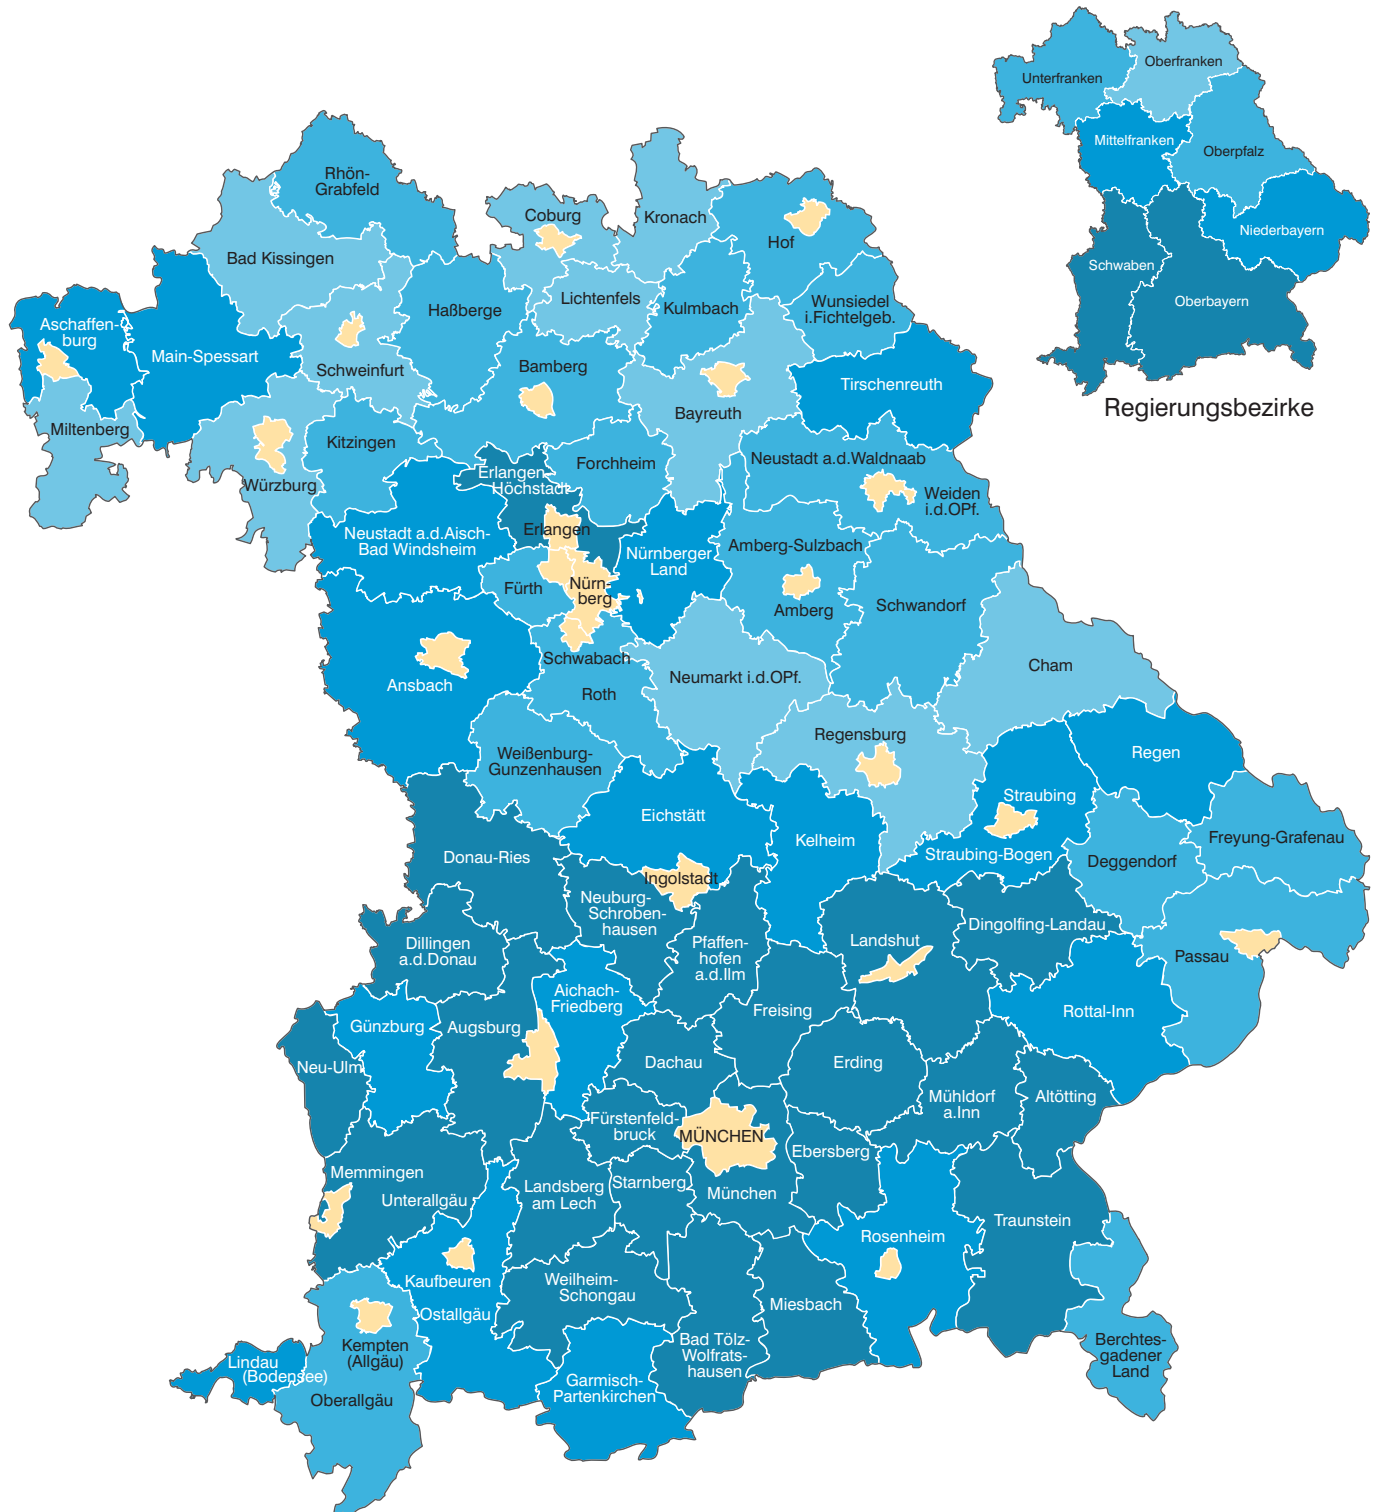 Unterfranken
Oberfranken
Mittelfranken
Oberpfalz
Niederbayern
Schwaben
Oberbayern
Regierungsbezirke
Rhön-
Grabfeld
Coburg
Kronach
Hof
Bad Kissingen
Lichtenfels
Haßberge
Kulmbach
Wunsiedel
i.Fichtelgeb.
Aschaffen-
burg
Main-Spessart
Schweinfurt
Bamberg
Tirschenreuth
Bayreuth
Miltenberg
Kitzingen
Würzburg
Forchheim
Neustadt a.d.Waldnaab
Weiden
i.d.OPf.
Erlangen-
Höchstadt
Erlangen
Neustadt a.d.Aisch-
Bad Windsheim
Nürnberger
Land
Amberg-Sulzbach
Amberg
Fürth
Nürn-
berg
Schwandorf
Schwabach
Ansbach
Roth
Neumarkt i.d.OPf.
Cham
Regensburg
Weißenburg-
Gunzenhausen
Regen
Straubing
Eichstätt
Kelheim
Straubing-Bogen
Deggendorf
Freyung-Grafenau
Donau-Ries
Ingolstadt
Neuburg-
Schroben-
hausen
Dingolfing-Landau
Landshut
Pfaffen-
hofen
a.d.Ilm
Dillingen
a.d.Donau
Passau
Aichach-
Friedberg
Freising
Rottal-Inn
Günzburg
Augsburg
Neu-Ulm
Dachau
Erding
Mühldorf
a.Inn
Altötting
Fürstenfeld-
bruck
MÜNCHEN
Ebersberg
Memmingen
Unterallgäu
Landsberg
am Lech
Starnberg
München
Traunstein
Rosenheim
Kaufbeuren
Ostallgäu
Weilheim-
Schongau
Miesbach
Bad Tölz-
Wolfrats-
hausen
Kempten
(Allgäu)
Lindau
(Bodensee)
Oberallgäu
Garmisch-
Partenkirchen
Berchtes-
gadener
Land